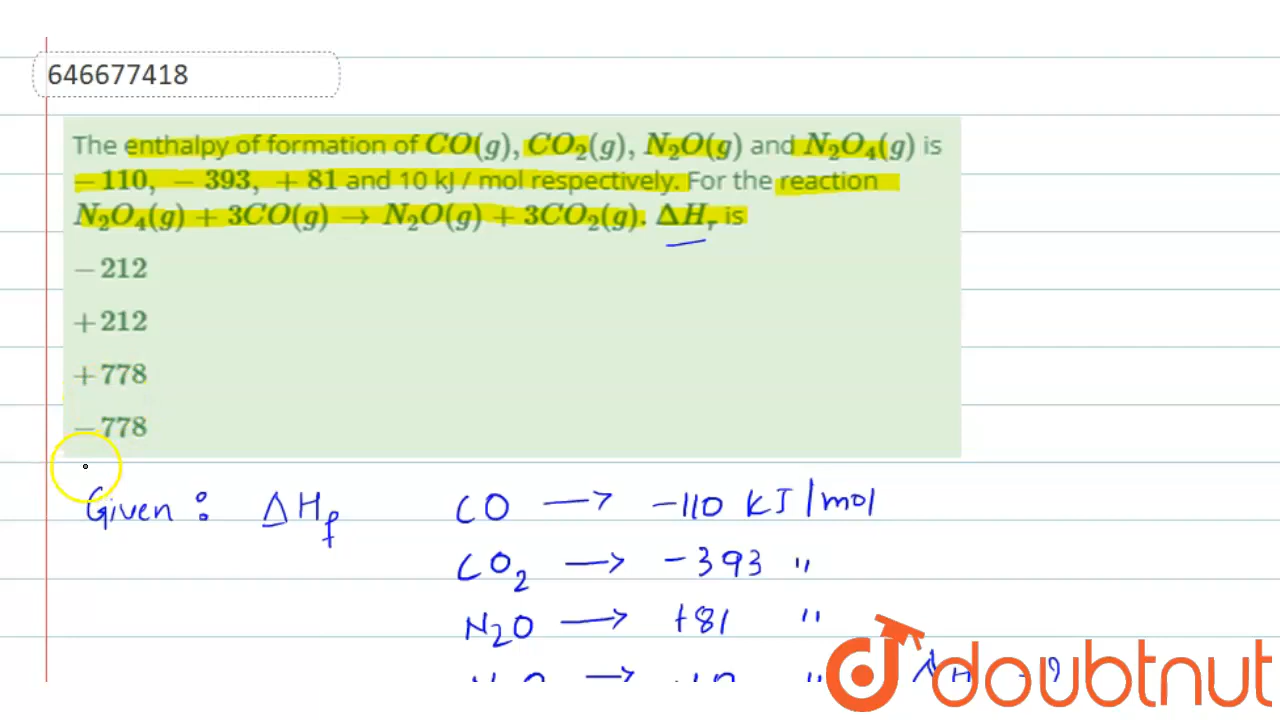 646677418
The enthalpy of formation of CO(g), CO₂(g), N₂O(g) and N₂O₄(g) is
−110, −393, +81 and 10 kJ / mol respectively. For the reaction
N₂O₄(g) + 3CO(g) → N₂O(g) + 3CO₂(g). ΔHᵣ is
−212
+212
+778
−778
Given : ΔHf CO → −110 KJ/mol
CO₂ → −393 "
N₂O → +81 "
doubtnut